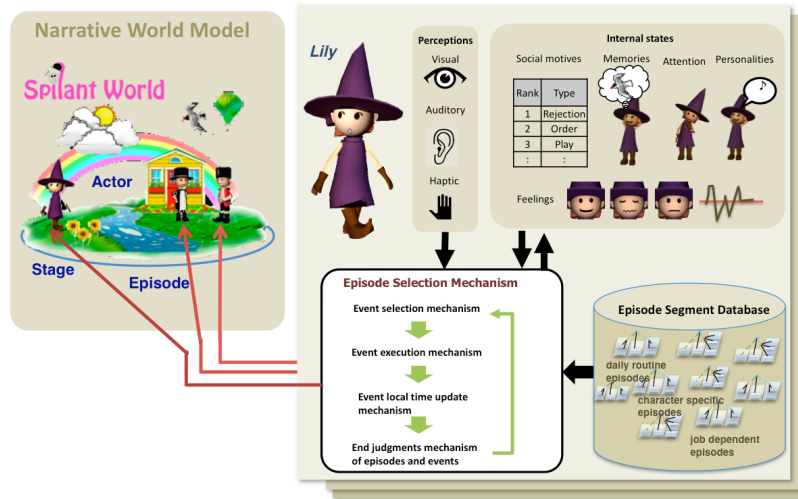 Narrative World Model
Spilant World
Actor
Stage
Episode
Lily
Perceptions
Visual
Auditory
Haptic
Internal states
Social motives
Memories
Attention
Personalities
Rank Type
1 Rejection
2 Order
3 Play
: :
Feelings
Episode Selection Mechanism
Event selection mechanism
Event execution mechanism
Event local time update
mechanism
End judgments mechanism
of episodes and events
Episode Segment Database
daily routine
episodes
character specific
episodes
job dependent
episodes